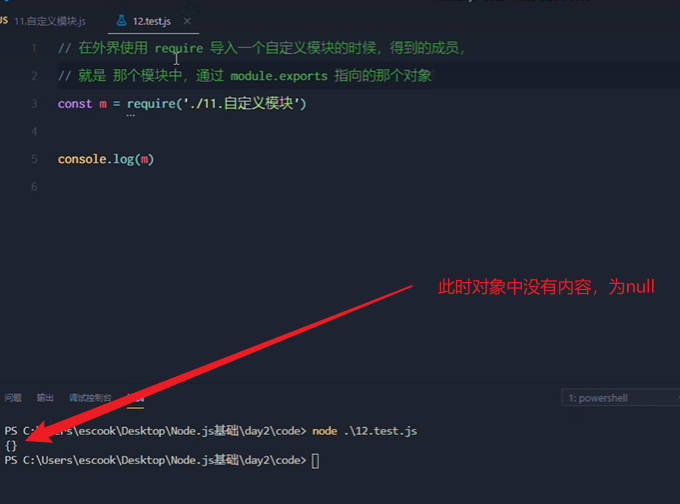 JS 11.自定义模块.js 12.test.js ×
1 // 在外界使用 require 导入一个自定义模块的时候，得到的成员，
2 // 就是 那个模块中，通过 module.exports 指向的那个对象
3 const m = require('./11.自定义模块')
4
5 console.log(m)
6
此时对象中没有内容，为null
问题 输出 调试控制台
1: powershell
PS C:\Users\escook\Desktop\Node.js基础\day2\code> node .\12.test.js
{}
PS C:\Users\escook\Desktop\Node.js基础\day2\code>